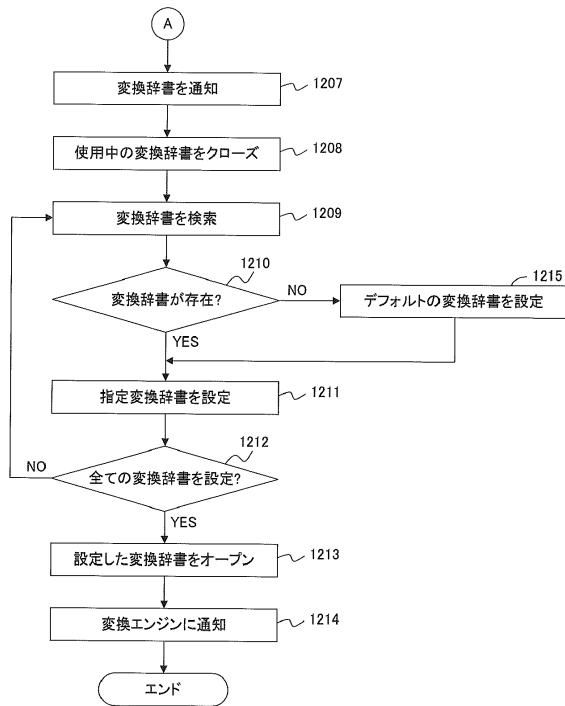 A
変換辞書を通知
1207
使用中の変換辞書をクローズ
1208
変換辞書を検索
1209
1210
変換辞書が存在?
NO
1215
デフォルトの変換辞書を設定
YES
指定変換辞書を設定
1211
1212
NO
全ての変換辞書を設定?
YES
設定した変換辞書をオープン
1213
変換エンジンに通知
1214
エンド